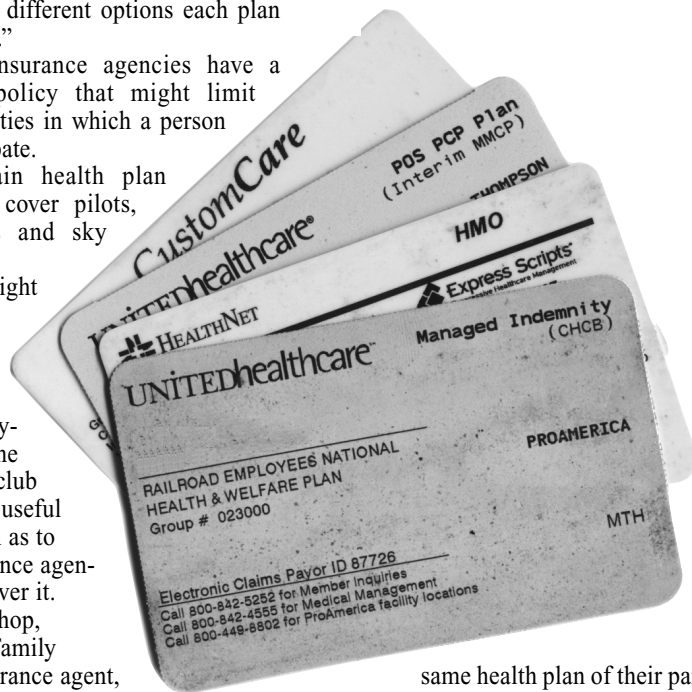 different options each plan
.”
nsurance agencies have a
policy that might limit
ties in which a person
pate.
in health plan
cover pilots,
and sky
ight
y-
ne
club
useful
as to
ance agen-
ver it.
hop,
family
rance agent,
CustomCare
POS PCP Plan
(Interim MMCP)
THOMPSON
UNITEDhealthcare®
HMO
HEALTHNET
Express Scripts
Healthcare Management
UNITEDhealthcare™
Managed Indemnity
(CHCB)
RAILROAD EMPLOYEES NATIONAL
HEALTH & WELFARE PLAN
Group # 023000
PROAMERICA
MTH
Electronic Claims Payor ID 87726
Call 800-842-5252 for Member Inquiries
Call 800-842-4555 for Medical Management
Call 800-449-8802 for ProAmerica facility locations
same health plan of their pa